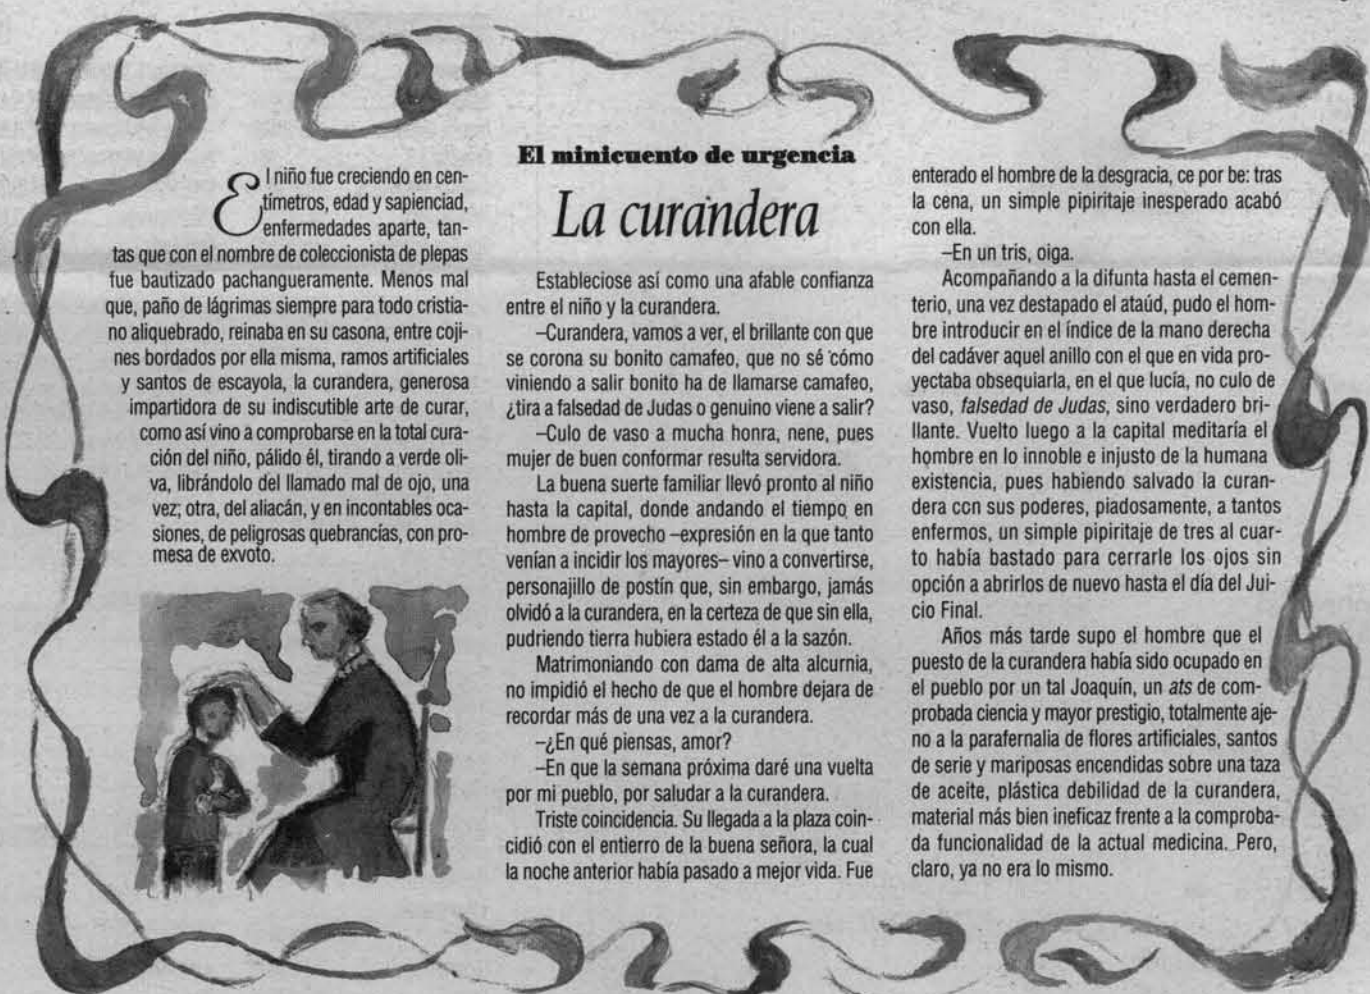 El minicuento de urgencia
La curandera
El niño fue creciendo en cen-
tímetros, edad y sapienciad,
enfermedades aparte, tan-
tas que con el nombre de coleccionista de plepas
fue bautizado pachangueramente. Menos mal
que, paño de lágrimas siempre para todo cristia-
no aliquebrado, reinaba en su casona, entre coji-
nes bordados por ella misma, ramos artificiales
y santos de escayola, la curandera, generosa
impartidora de su indiscutible arte de curar,
como así vino a comprobarse en la total cura-
ción del niño, pálido él, tirando a verde oli-
va, librándolo del llamado mal de ojo, una
vez; otra, del aliacán, y en incontables oca-
siones, de peligrosas quebrancías, con pro-
mesa de exvoto.
Estableciose así como una afable confianza
entre el niño y la curandera.
–Curandera, vamos a ver, el brillante con que
se corona su bonito camafeo, que no sé cómo
viniendo a salir bonito ha de llamarse camafeo,
¿tira a falsedad de Judas o genuino viene a salir?
–Culo de vaso a mucha honra, nene, pues
mujer de buen conformar resulta servidora.
La buena suerte familiar llevó pronto al niño
hasta la capital, donde andando el tiempo en
hombre de provecho –expresión en la que tanto
venían a incidir los mayores– vino a convertirse,
personajillo de postín que, sin embargo, jamás
olvidó a la curandera, en la certeza de que sin ella,
pudriendo tierra hubiera estado él a la sazón.
Matrimoniando con dama de alta alcurnia,
no impidió el hecho de que el hombre dejara de
recordar más de una vez a la curandera.
–¿En qué piensas, amor?
–En que la semana próxima daré una vuelta
por mi pueblo, por saludar a la curandera.
Triste coincidencia. Su llegada a la plaza coin-
cidió con el entierro de la buena señora, la cual
la noche anterior había pasado a mejor vida. Fue
enterado el hombre de la desgracia, ce por be: tras
la cena, un simple pipiritaje inesperado acabó
con ella.
–En un tris, oiga.
Acompañando a la difunta hasta el cemen-
terio, una vez destapado el ataúd, pudo el hom-
bre introducir en el índice de la mano derecha
del cadáver aquel anillo con el que en vida pro-
yectaba obsequiarla, en el que lucía, no culo de
vaso, falsedad de Judas, sino verdadero bri-
llante. Vuelto luego a la capital meditaría el
hombre en lo innoble e injusto de la humana
existencia, pues habiendo salvado la curan-
dera con sus poderes, piadosamente, a tantos
enfermos, un simple pipiritaje de tres al cuar-
to había bastado para cerrarle los ojos sin
opción a abrirlos de nuevo hasta el día del Jui-
cio Final.
Años más tarde supo el hombre que el
puesto de la curandera había sido ocupado en
el pueblo por un tal Joaquín, un ats de com-
probada ciencia y mayor prestigio, totalmente aje-
no a la parafernalia de flores artificiales, santos
de serie y mariposas encendidas sobre una taza
de aceite, plástica debilidad de la curandera,
material más bien ineficaz frente a la comproba-
da funcionalidad de la actual medicina. Pero,
claro, ya no era lo mismo.